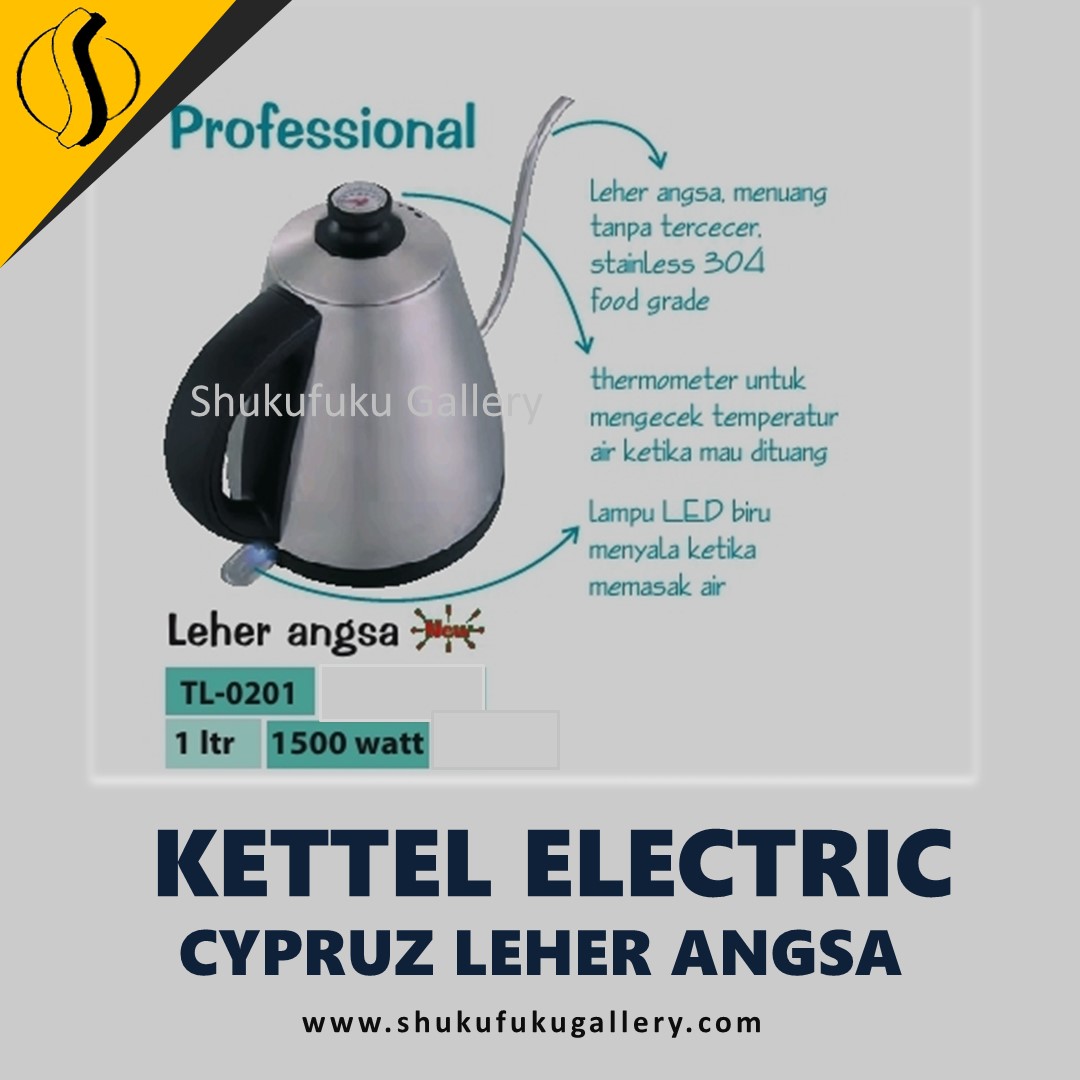 Professional
Leher angsa, menuang
tanpa tercecer,
stainless 304
food grade
thermometer untuk
mengecek temperatur
air ketika mau dituang
Shukufuku Gallery
Lampu LED biru
menyala ketika
memasak air
Leher angsa New
TL-0201
1 ltr 1500 watt
KETTEL ELECTRIC
CYPRUZ LEHER ANGSA
www.shukufukugallery.com